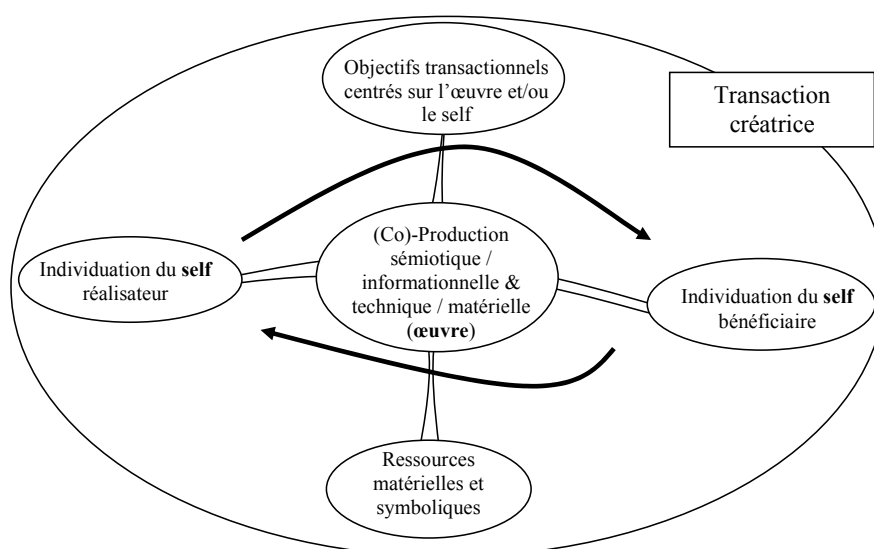 Objectifs transactionnels
centrés sur l’œuvre et/ou
le self
Transaction
créatrice
(Co)-Production
sémiotique /
informationnelle &
technique / matérielle
(œuvre)
Individuation du self
réalisateur
Individuation du self
bénéficiaire
Ressources
matérielles et
symboliques